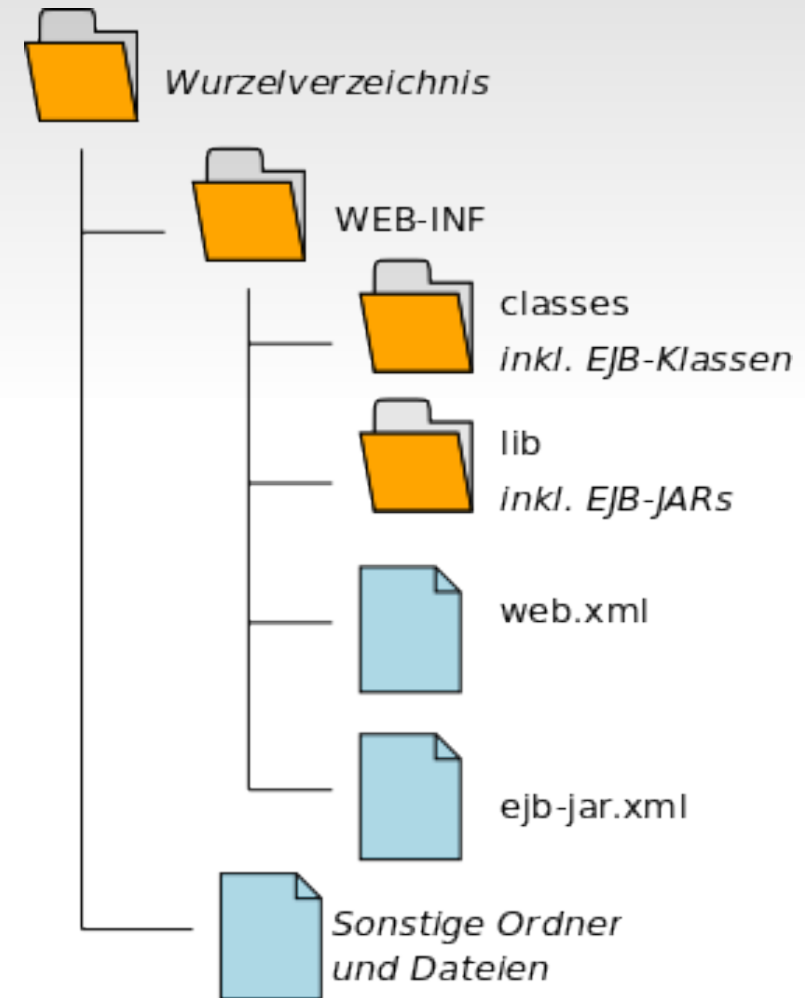 Wurzelverzeichnis
WEB-INF
classes
inkl. EJB-Klassen
lib
inkl. EJB-JARs
web.xml
ejb-jar.xml
Sonstige Ordner
und Dateien